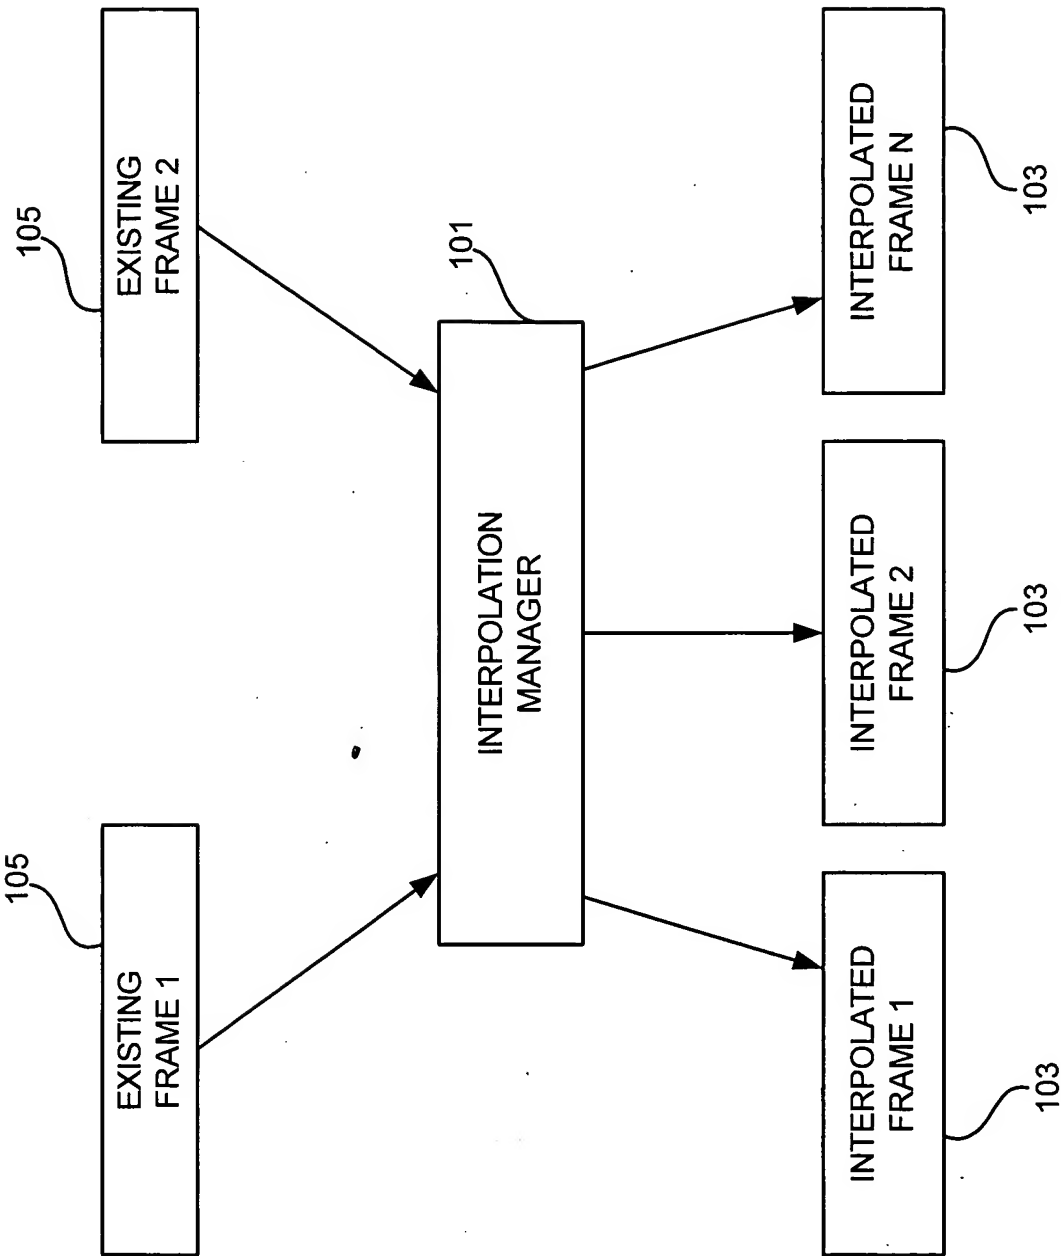 105
EXISTING
FRAME 1
105
EXISTING
FRAME 2
101
INTERPOLATION
MANAGER
INTERPOLATED
FRAME 1
103
INTERPOLATED
FRAME 2
103
INTERPOLATED
FRAME N
103